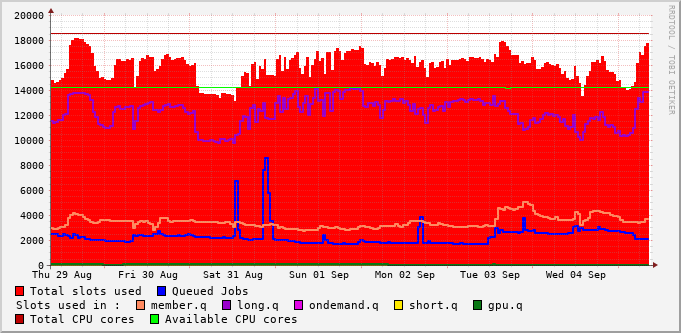 20000
18000
16000
14000
12000
10000
8000
6000
4000
2000
0
Thu 29 Aug Fri 30 Aug Sat 31 Aug Sun 01 Sep Mon 02 Sep Tue 03 Sep Wed 04 Sep
RRDTOOL / TOBI OETIKER
Total slots used Queued Jobs
Slots used in : member.q long.q ondemand.q short.q gpu.q
Total CPU cores Available CPU cores